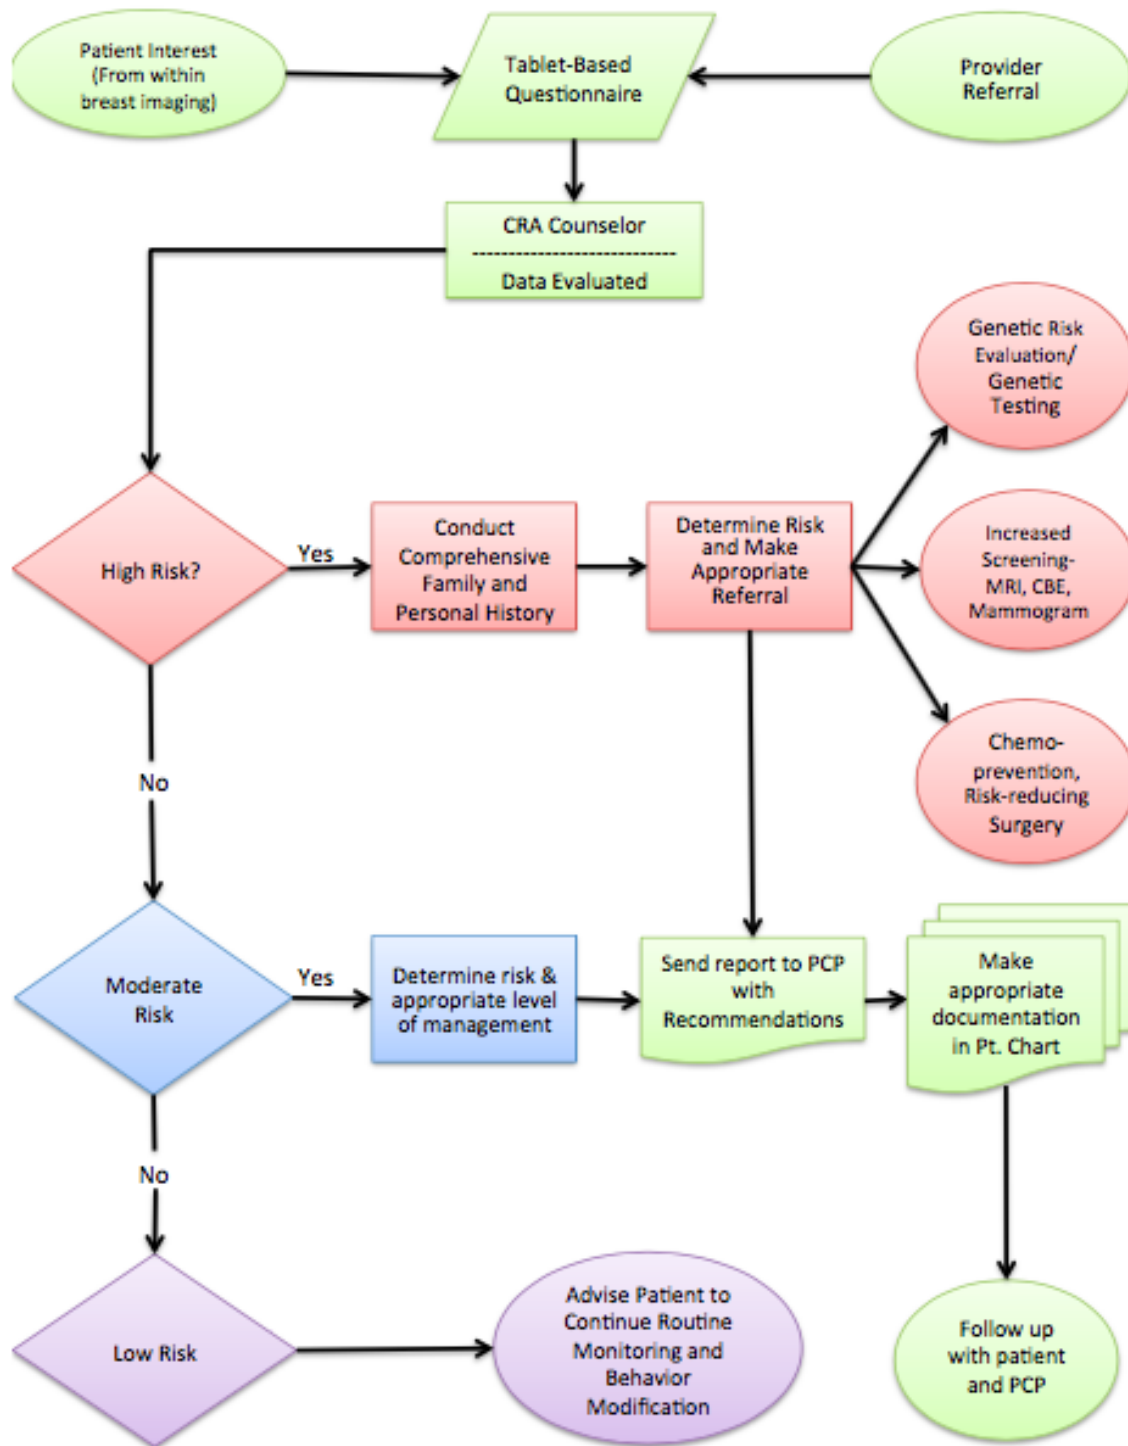 Patient Interest
(From within
breast imaging)
Tablet-Based
Questionnaire
Provider
Referral
CRA Counselor
----------------------------
Data Evaluated
Genetic Risk
Evaluation/
Genetic
Testing
High Risk?
Yes
Conduct
Comprehensive
Family and
Personal History
Determine Risk
and Make
Appropriate
Referral
Increased
Screening-
MRI, CBE,
Mammogram
Chemo-
prevention,
Risk-reducing
Surgery
No
Moderate
Risk
Yes
Determine risk &
appropriate level
of management
Send report to PCP
with
Recommendations
Make
appropriate
documentation
in Pt. Chart
No
Low Risk
Advise Patient to
Continue Routine
Monitoring and
Behavior
Modification
Follow up
with patient
and PCP